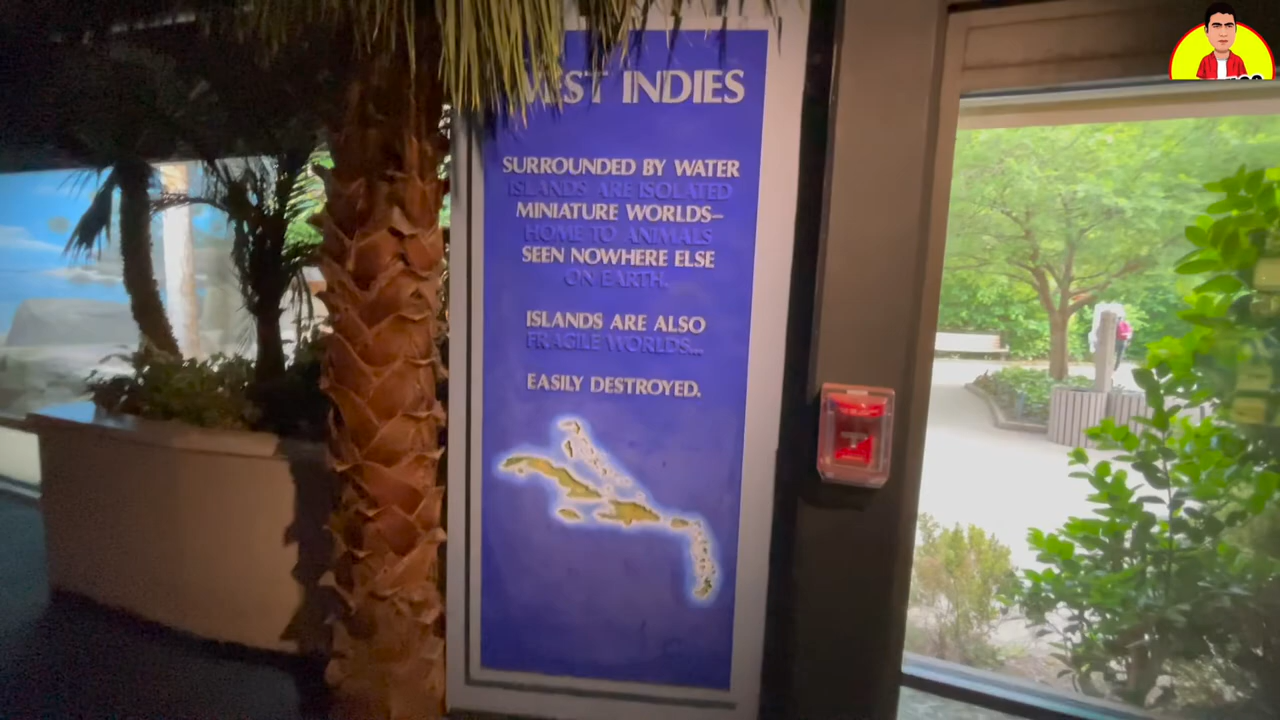 WEST INDIES
SURROUNDED BY WATER
ISLANDS ARE ISOLATED
MINIATURE WORLDS–
HOME TO ANIMALS
SEEN NOWHERE ELSE
ON EARTH.
ISLANDS ARE ALSO
FRAGILE WORLDS...
EASILY DESTROYED.